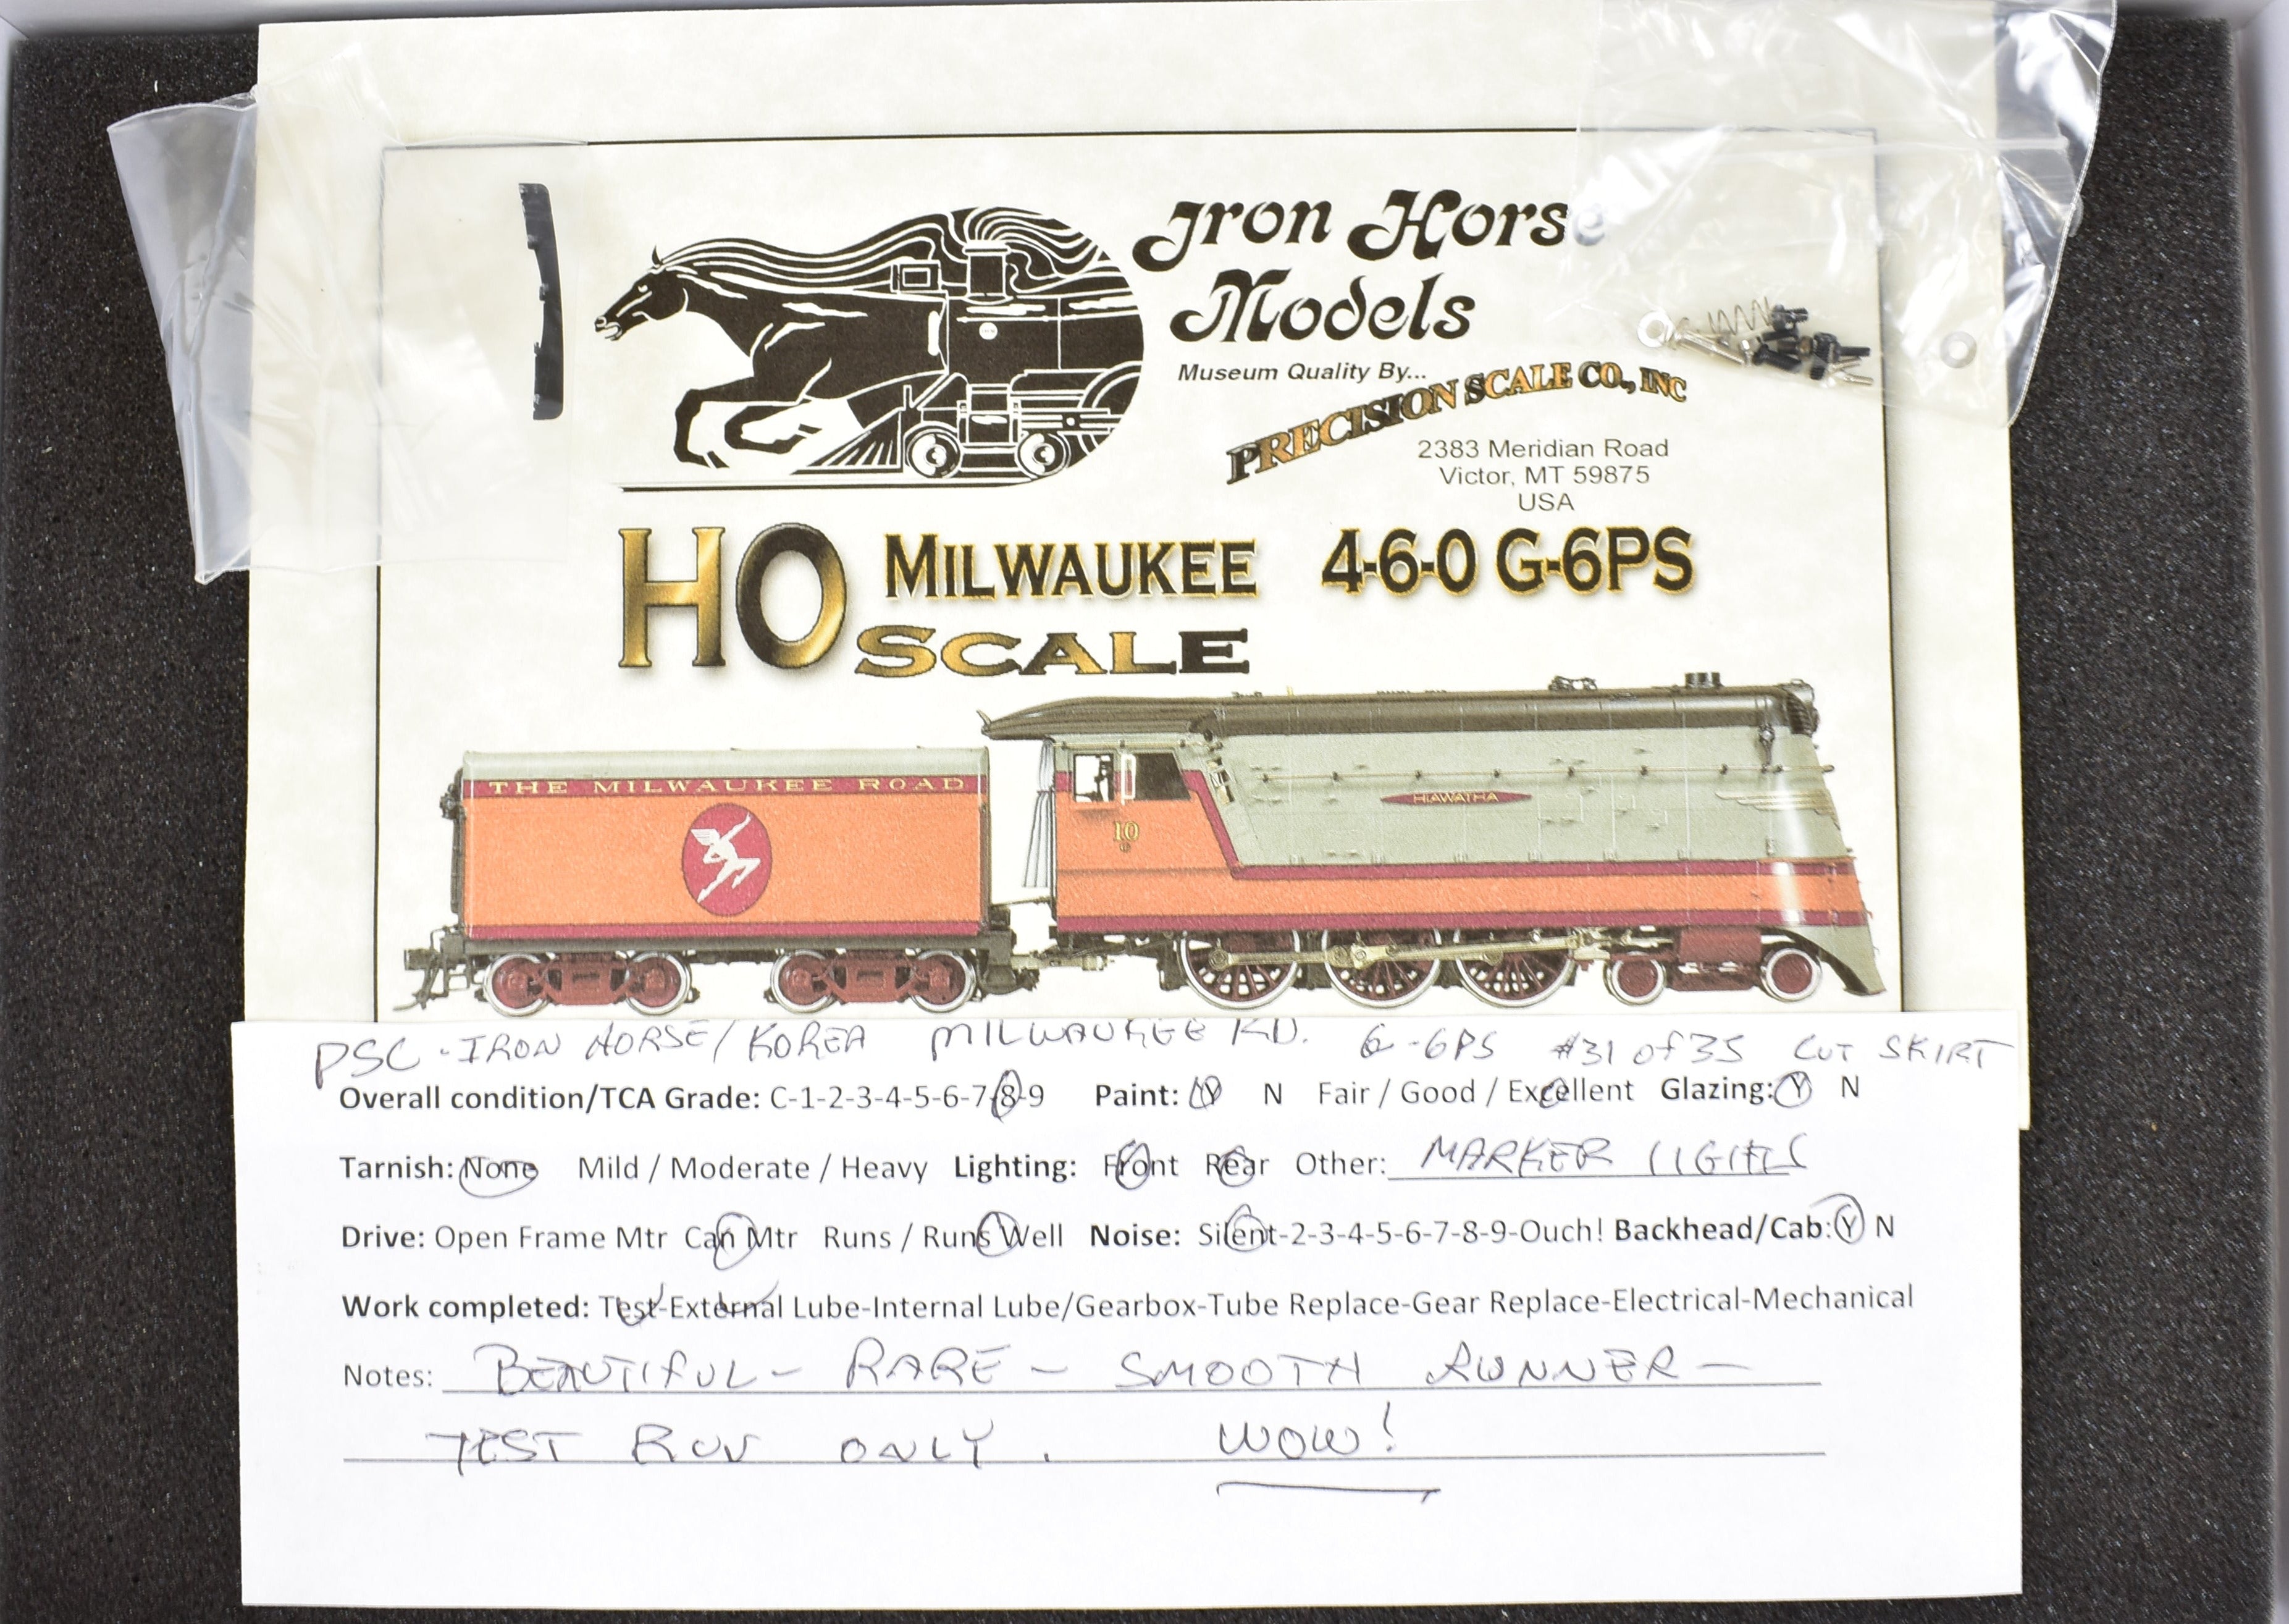 Iron Horse
Models
Museum Quality By...
PRECISION SCALE CO., INC
2383 Meridian Road
Victor, MT 59875
USA
HO MILWAUKEE 4-6-0 G-6PS
SCALE
THE MILWAUKEE ROAD
HIAWATHA
10
PSC - IRON HORSE / KOREA MILWAUKEE RD. G-6PS #31 of 35 CUT SKIRT
Overall condition/TCA Grade: C-1-2-3-4-5-6-7-8-9 Paint: Y N Fair / Good / Excellent Glazing: Y N
Tarnish: None Mild / Moderate / Heavy Lighting: Front Rear Other: MARKER LIGHTS
Drive: Open Frame Mtr Can Mtr Runs / Runs Well Noise: Silent-2-3-4-5-6-7-8-9-Ouch! Backhead/Cab: Y N
Work completed: Test-External Lube-Internal Lube/Gearbox-Tube Replace-Gear Replace-Electrical-Mechanical
Notes: BEAUTIFUL - RARE - SMOOTH RUNNER -
TEST RUN ONLY. WOW!